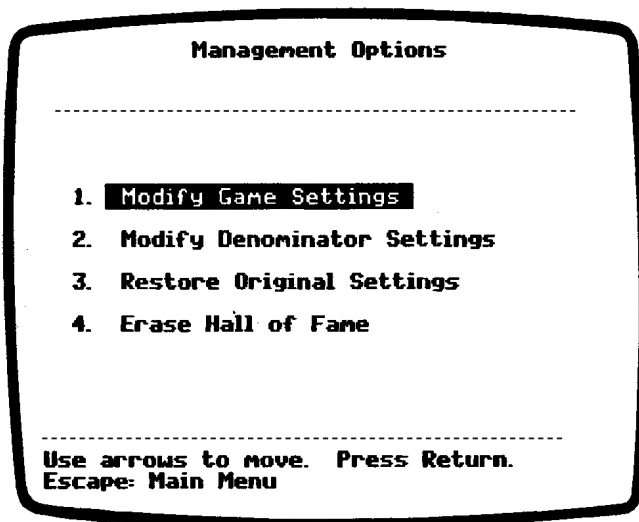 Management Options
1. Modify Game Settings
2. Modify Denominator Settings
3. Restore Original Settings
4. Erase Hall of Fame
Use arrows to move. Press Return.
Escape: Main Menu